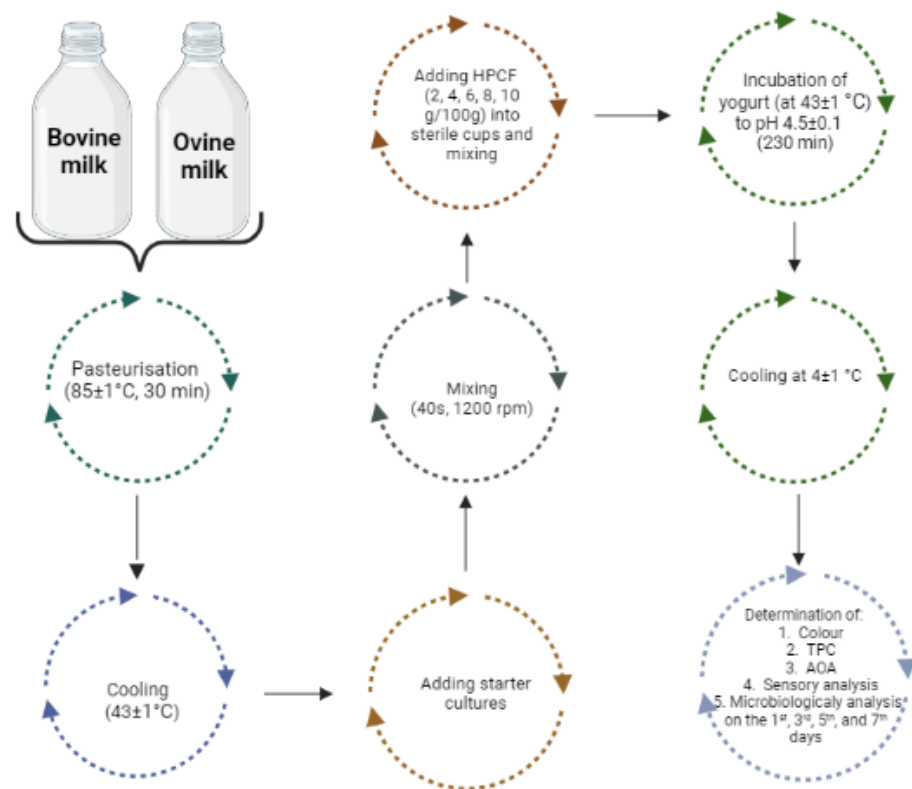 Bovine
milk
Ovine
milk
Pasteurisation
(85±1°C, 30 min)
Cooling
(43±1°C)
Adding starter
cultures
Mixing
(40s, 1200 rpm)
Adding HPCF
(2, 4, 6, 8, 10
g/100g) into
sterile cups and
mixing
Incubation of
yogurt (at 43±1 °C)
to pH 4.5±0.1
(230 min)
Cooling at 4±1 °C
Determination of:
1. Colour
2. TPC
3. AOA
4. Sensory analysis
5. Microbiologicaly analysis
on the 1st, 3rd, 5th, and 7th
days